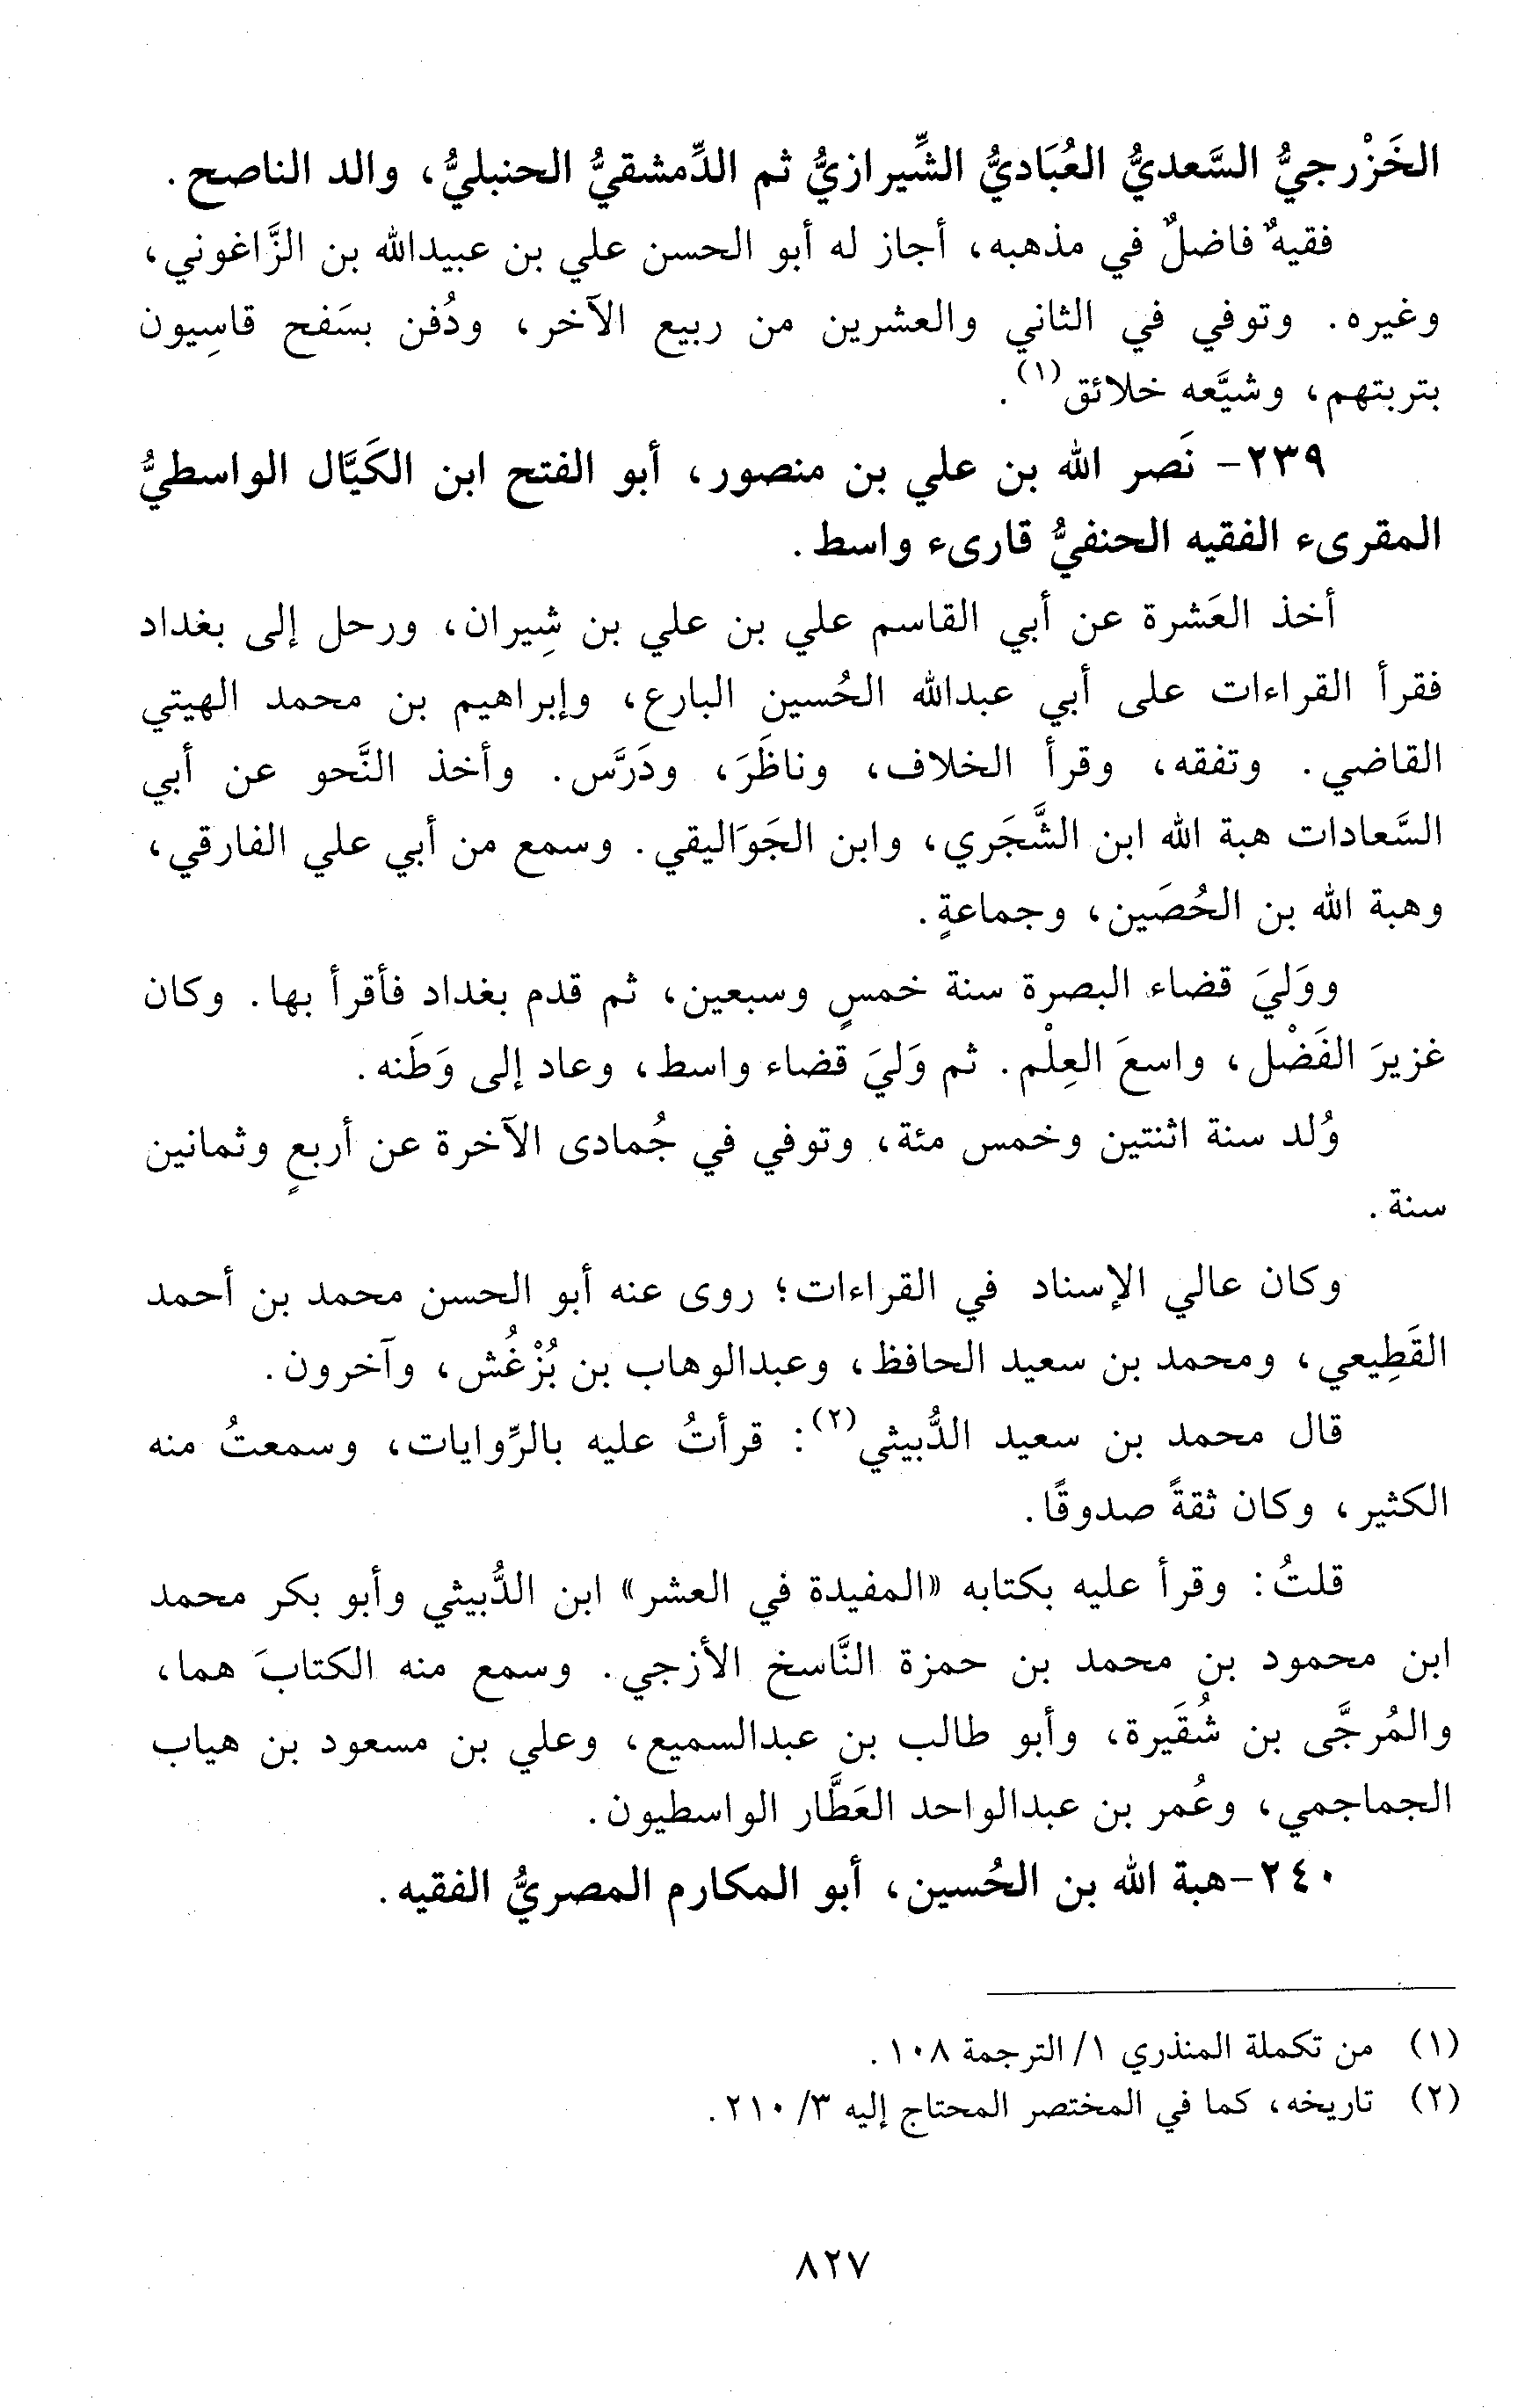 الخَزْرجيُّ السَّعديُّ العُبَاديُّ الشِّيرازيُّ ثم الدِّمشقيُّ الحنبليُّ، والد الناصح.
فقيهٌ فاضلٌ في مذهبه، أجاز له أبو الحسن علي بن عبيدالله بن الزَّاغوني،
وغيره. وتوفي في الثاني والعشرين من ربيع الآخر، ودُفن بسَفح قاسِيون
بتربتهم، وشيَّعه خلائق(١).
٢٣٩- نَصر الله بن علي بن منصور، أبو الفتح ابن الكَيَّال الواسطيُّ
المقرىء الفقيه الحنفيُّ قارىء واسط.
أخذ العَشرة عن أبي القاسم علي بن علي بن شِيران، ورحل إلى بغداد
فقرأ القراءات على أبي عبدالله الحُسين البارع، وإبراهيم بن محمد الهيتي
القاضي. وتفقه، وقرأ الخلاف، وناظَرَ، ودَرَّس. وأخذ النَّحو عن أبي
السَّعادات هبة الله ابن الشَّجَري، وابن الجَوَاليقي. وسمع من أبي علي الفارقي،
وهبة الله بن الحُصَين، وجماعةٍ.
ووَليَ قضاء البصرة سنة خمسٍ وسبعين، ثم قدم بغداد فأقرأ بها. وكان
غزيرَ الفَضْل، واسعَ العِلْم. ثم وَليَ قضاء واسط، وعاد إلى وَطَنه.
وُلد سنة اثنتين وخمس مئة، وتوفي في جُمادى الآخرة عن أربعٍ وثمانين
سنة.
وكان عالي الإسناد في القراءات؛ روى عنه أبو الحسن محمد بن أحمد
القَطِيعي، ومحمد بن سعيد الحافظ، وعبدالوهاب بن بُزْغُش، وآخرون.
قال محمد بن سعيد الدُّبيثي(٢): قرأتُ عليه بالرِّوايات، وسمعتُ منه
الكثير، وكان ثقةً صدوقًا.
قلتُ: وقرأ عليه بكتابه «المفيدة في العشر» ابن الدُّبيثي وأبو بكر محمد
ابن محمود بن محمد بن حمزة النَّاسخ الأزجي. وسمع منه الكتابَ هما،
والمُرجَّى بن شُقَيرة، وأبو طالب بن عبدالسميع، وعلي بن مسعود بن هياب
الجماجمي، وعُمر بن عبدالواحد العَطَّار الواسطيون.
٢٤٠-هبة الله بن الحُسين، أبو المكارم المصريُّ الفقيه.
(١) من تكملة المنذري ١/ الترجمة ١٠٨.
(٢) تاريخه، كما في المختصر المحتاج إليه ٣/ ٢١٠.
٨٢٧